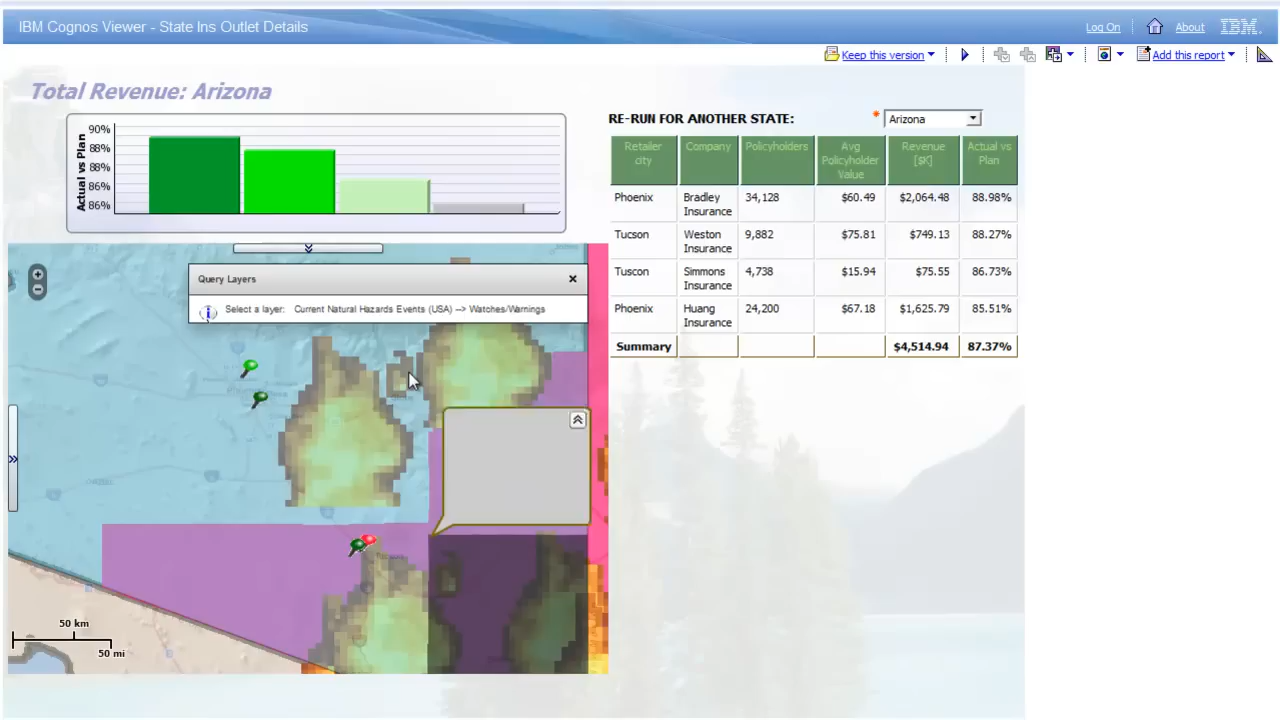 IBM Cognos Viewer - State Ins Outlet Details
Log On
About
IBM.
Keep this version
Add this report
Total Revenue: Arizona
Actual vs Plan
90%
88%
88%
86%
86%
RE-RUN FOR ANOTHER STATE:
* Arizona
Retailer city Company Policyholders Avg Policyholder Value Revenue [$K] Actual vs Plan
Phoenix Bradley Insurance 34,128 $60.49 $2,064.48 88.98%
Tucson Weston Insurance 9,882 $75.81 $749.13 88.27%
Tuscon Simmons Insurance 4,738 $15.94 $75.55 86.73%
Phoenix Huang Insurance 24,200 $67.18 $1,625.79 85.51%
Summary $4,514.94 87.37%
Query Layers
Select a layer: Current Natural Hazards Events (USA) --> Watches/Warnings
50 km
50 mi